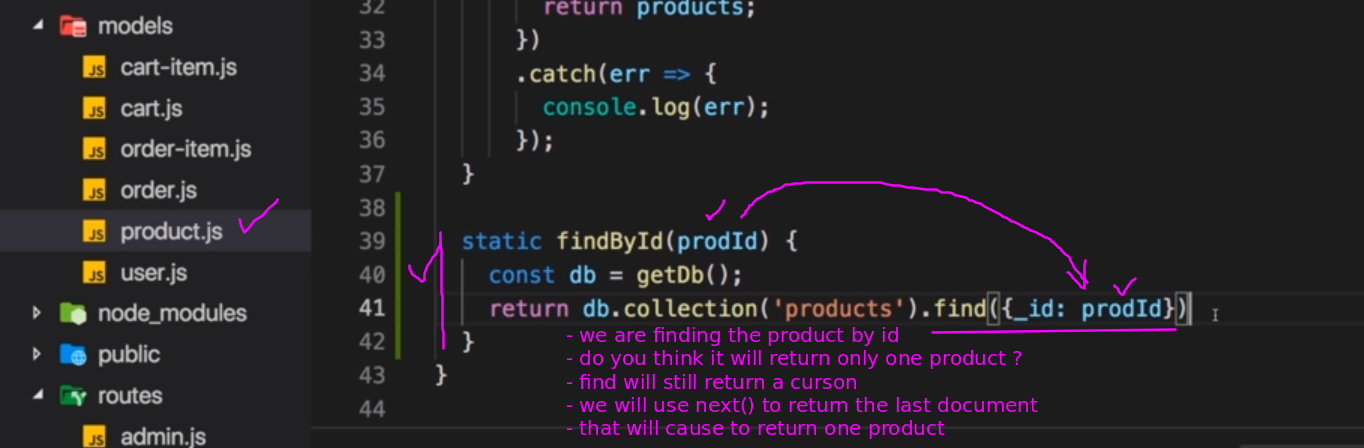 models
cart-item.js
cart.js
order-item.js
order.js
product.js
user.js
node_modules
public
routes
admin.js
32 return products;
33 })
34 .catch(err => {
35 console.log(err);
36 });
37 }
38
39 static findById(prodId) {
40 const db = getDb();
41 return db.collection('products').find({_id: prodId})
- we are finding the product by id
42 }
- do you think it will return only one product ?
43 }
- find will still return a curson
44
- we will use next() to return the last document
- that will cause to return one product